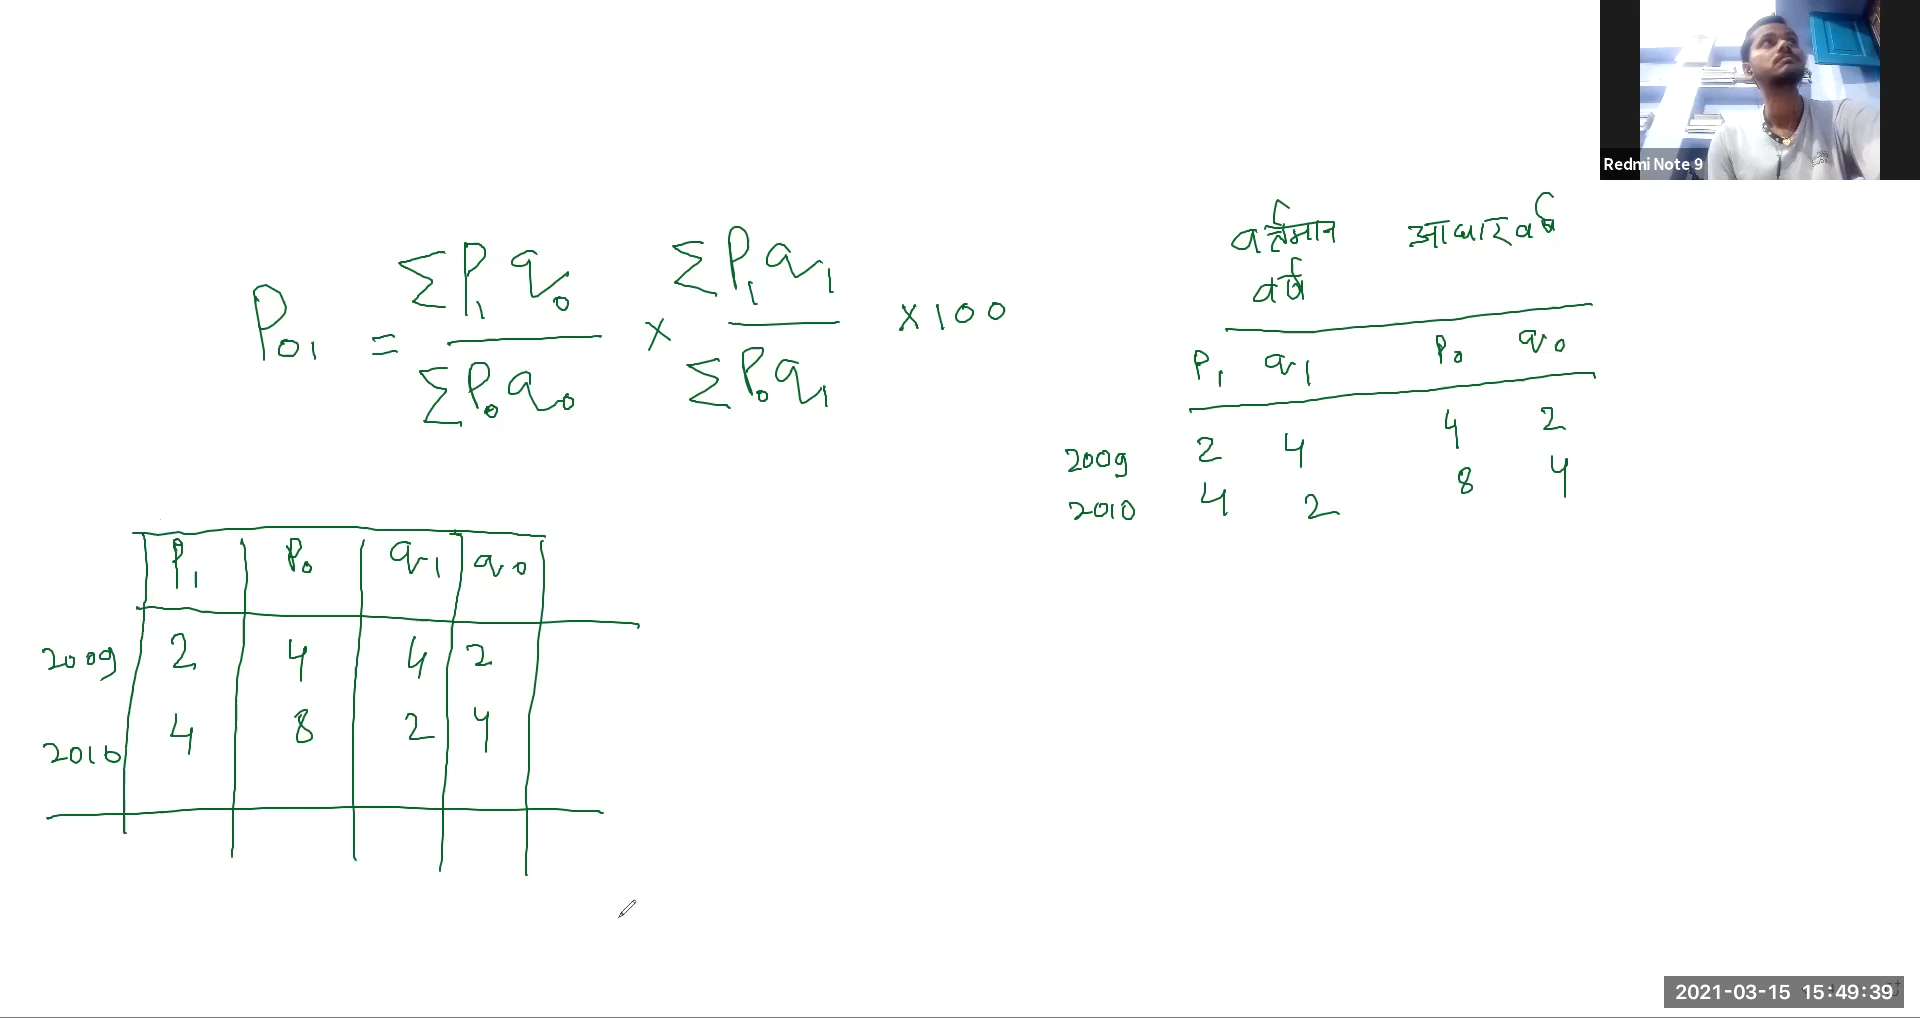 Redmi Note 9
P₀₁ = ΣP₁q₀ / ΣP₀q₀ × ΣP₁q₁ / ΣP₀q₁ × 100
वर्तमान वर्ष आधार वर्ष
P₁ q₁ P₀ q₀
2009 2 4 4 2
2010 4 2 8 4
P₁ P₀ q₁ q₀
2009 2 4 4 2
2010 4 8 2 4
2021-03-15 15:49:39